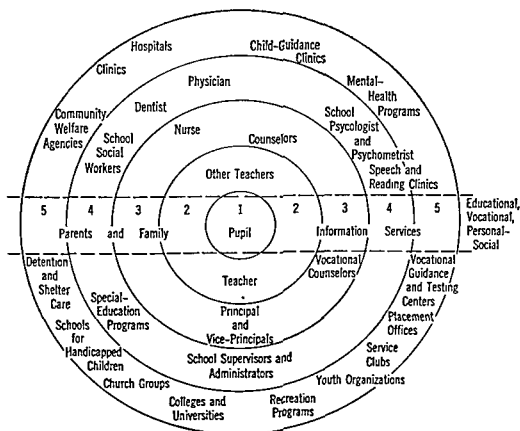 Hospitals
Child-Guidance
Clinics
Clinics
Physician
Mental-
Health
Programs
Dentist
Community
Welfare
Agencies
School
Psycologist
and
Psychometrist
Nurse
Counselors
School
Social
Workers
Speech and
Reading Clinics
Other Teachers
5 4 3 2 1 2 3 4 5
Educational,
Vocational,
Personal-
Social
Parents and Family Pupil Information Services
Detention
and
Shelter
Care
Vocational
Counselors
Vocational
Guidance
and Testing
Centers
Teacher
Special-
Education
Programs
Principal
and
Vice-Principals
Placement
Offices
Schools
for
Handicapped
Children
School Supervisors and
Administrators
Service
Clubs
Church Groups
Youth Organizations
Colleges and
Universities
Recreation
Programs